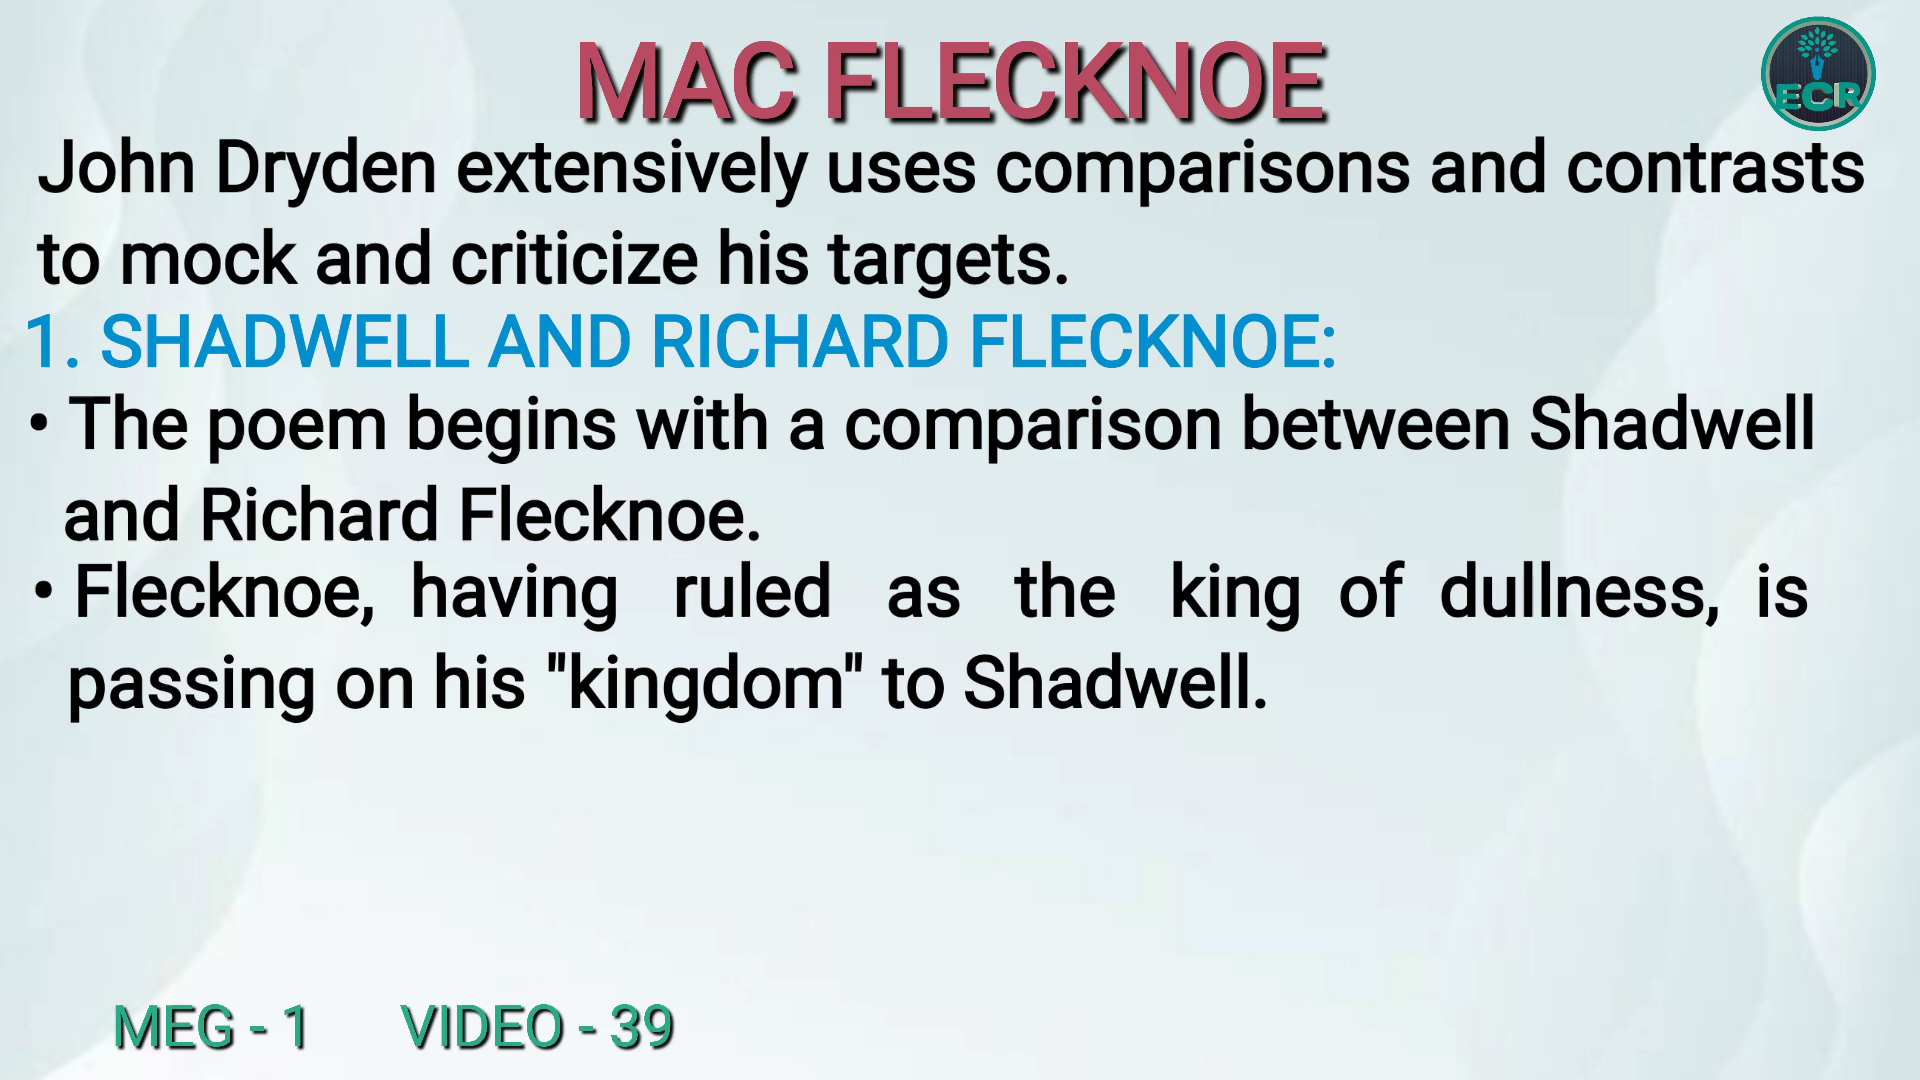 MAC FLECKNOE
ECR
John Dryden extensively uses comparisons and contrasts
to mock and criticize his targets.
1. SHADWELL AND RICHARD FLECKNOE:
• The poem begins with a comparison between Shadwell
and Richard Flecknoe.
• Flecknoe, having ruled as the king of dullness, is
passing on his "kingdom" to Shadwell.
MEG - 1 VIDEO - 39